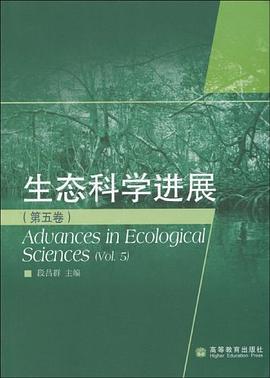 生态科学进展
(第五卷)
Advances in Ecological
Sciences (Vol. 5)
段昌群 主编
高等教育出版社
Higher Education Press